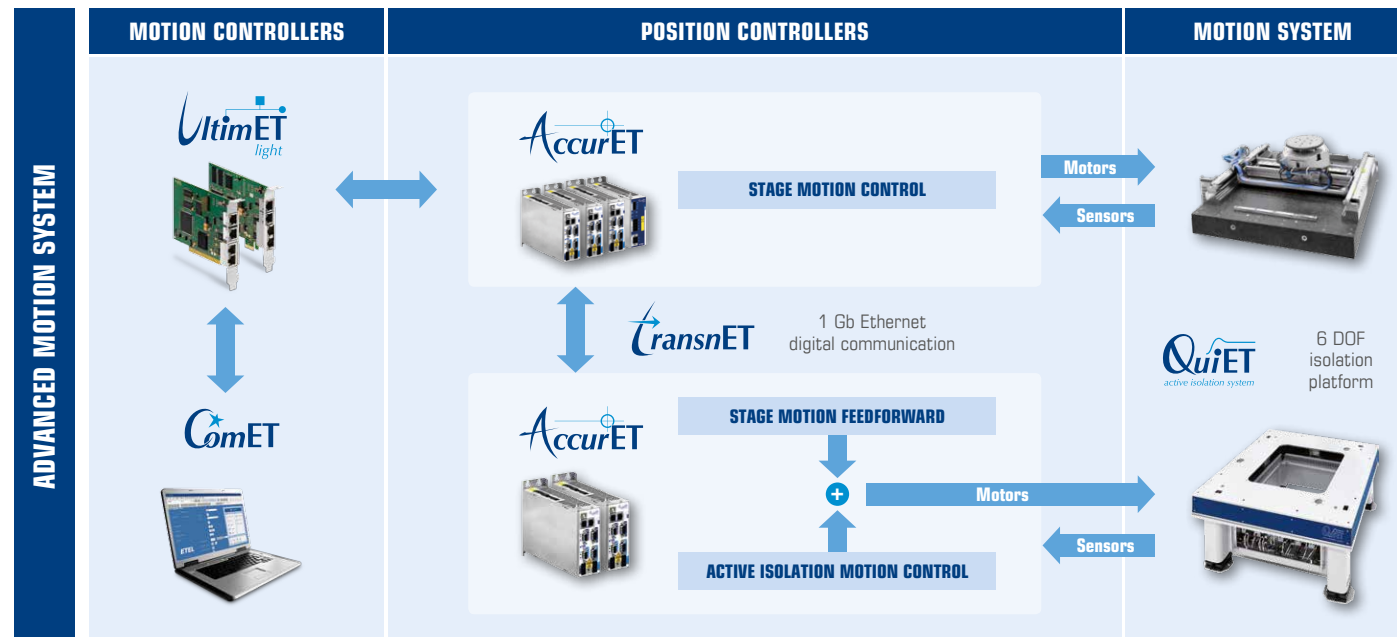 ADVANCED MOTION SYSTEM
MOTION CONTROLLERS
POSITION CONTROLLERS
MOTION SYSTEM
UltimET
light
AccurET
STAGE MOTION CONTROL
Motors
Sensors
TransnET
1 Gb Ethernet
digital communication
QuiET
active isolation system
6 DOF
isolation
platform
ComET
AccurET
STAGE MOTION FEEDFORWARD
+
Motors
Sensors
ACTIVE ISOLATION MOTION CONTROL
ETEL
QuiET